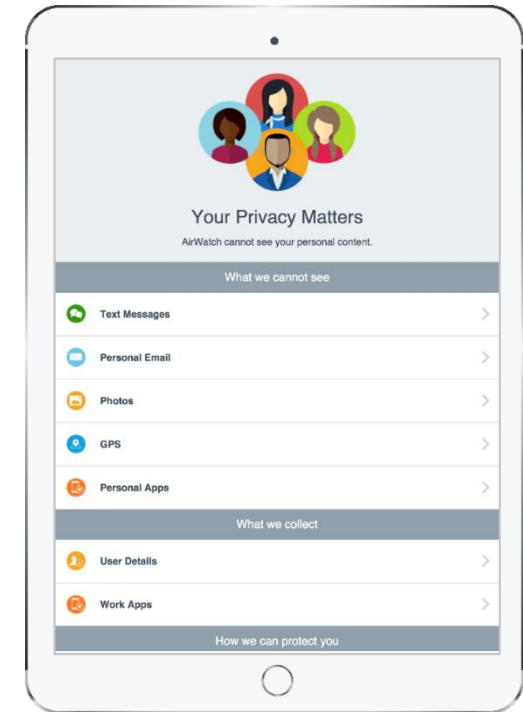 Your Privacy Matters
AirWatch cannot see your personal content.
What we cannot see
Text Messages
Personal Email
Photos
GPS
Personal Apps
What we collect
User Details
Work Apps
How we can protect you